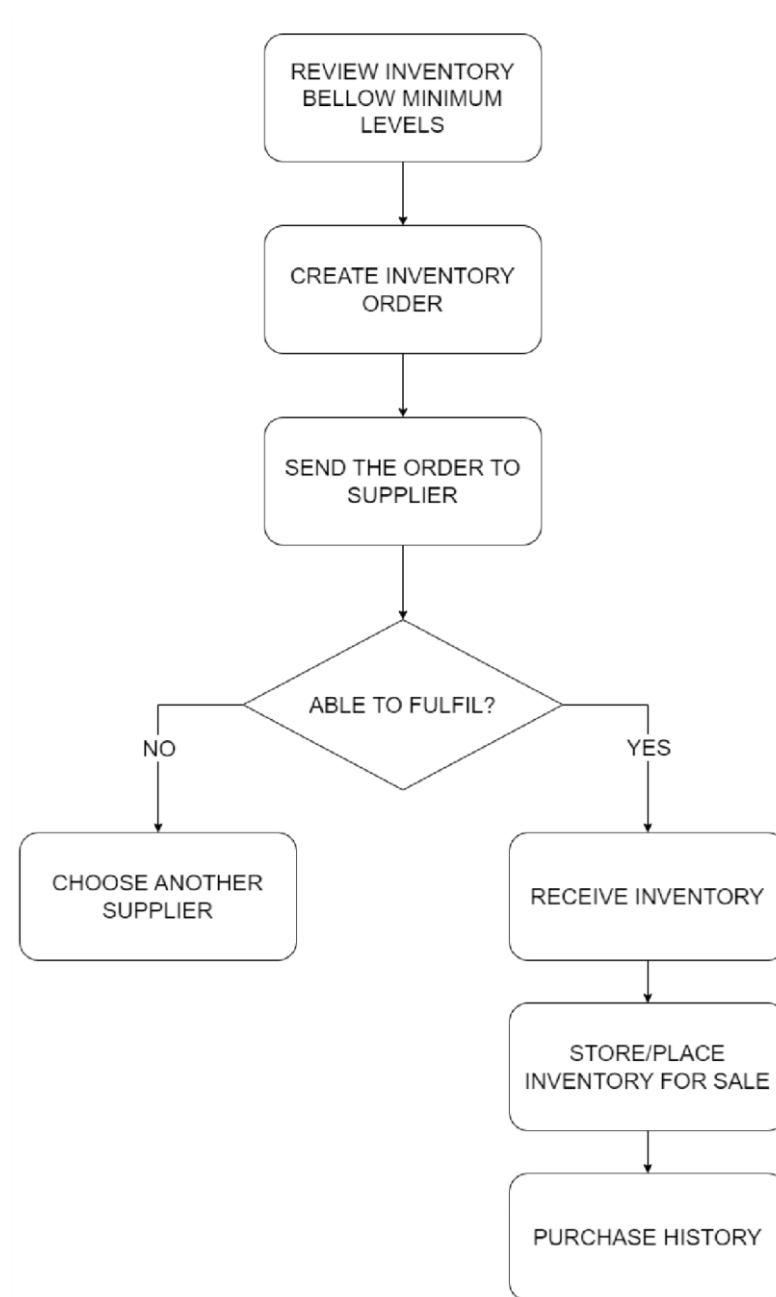 REVIEW INVENTORY
BELLOW MINIMUM
LEVELS
CREATE INVENTORY
ORDER
SEND THE ORDER TO
SUPPLIER
ABLE TO FULFIL?
NO
YES
CHOOSE ANOTHER
SUPPLIER
RECEIVE INVENTORY
STORE/PLACE
INVENTORY FOR SALE
PURCHASE HISTORY